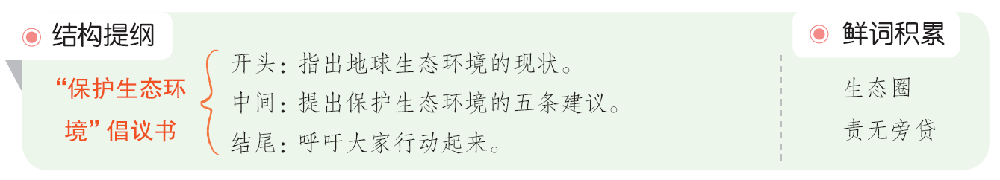 结构提纲
“保护生态环
境”倡议书
开头：指出地球生态环境的现状。
中间：提出保护生态环境的五条建议。
结尾：呼吁大家行动起来。
鲜词积累
生态圈
责无旁贷